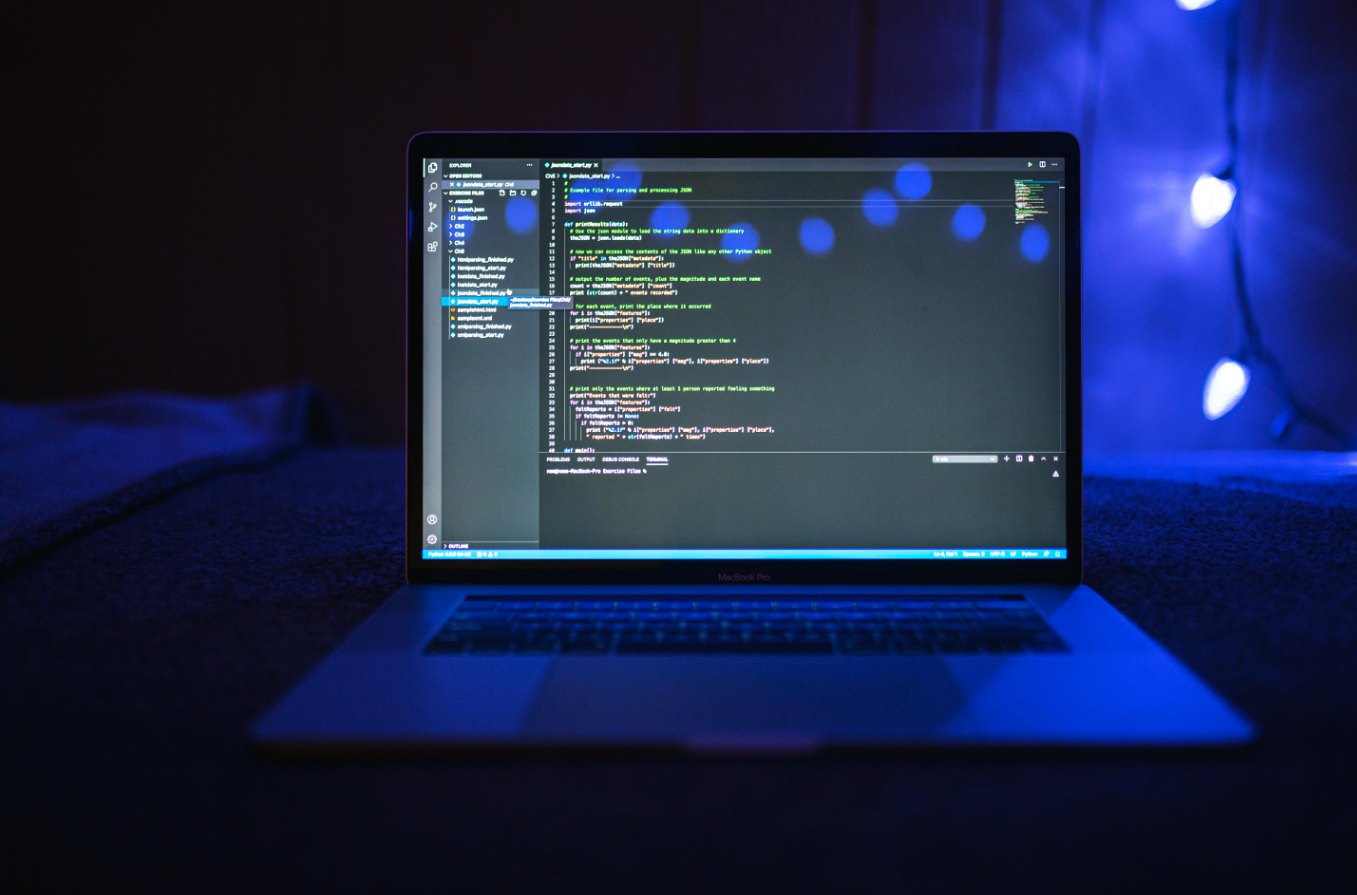 EXPLORER
OPEN EDITORS
jsondata_start.py Ch5
EXERCISE FILES
.vscode
launch.json
settings.json
Ch2
Ch3
Ch4
Ch5
htmlparsing_finished.py
htmlparsing_start.py
inetdata_finished.py
inetdata_start.py
jsondata_finished.py
jsondata_start.py
samplehtml.html
samplexml.xml
xmlparsing_finished.py
xmlparsing_start.py
OUTLINE
jsondata_start.py
Ch5 > jsondata_start.py > ...
1 #
2 # Example file for parsing and processing JSON
3 #
4 import urllib.request
5 import json
6
7 def printResults(data):
8 # Use the json module to load the string data into a dictionary
9 theJSON = json.loads(data)
10
11 # now we can access the contents of the JSON like any other Python object
12 if "title" in theJSON["metadata"]:
13 print(theJSON["metadata"] ["title"])
14
15 # output the number of events, plus the magnitude and each event name
16 count = theJSON["metadata"] ["count"]
17 print (str(count) + " events recorded")
for each event, print the place where it occurred
20 for i in theJSON["features"]:
21 print(i["properties"] ["place"])
22 print("--------------\n")
23
24 # print the events that only have a magnitude greater than 4
25 for i in theJSON["features"]:
26 if i["properties"] ["mag"] >= 4.0:
27 print ("%2.1f" % i["properties"] ["mag"], i["properties"] ["place"])
28 print("--------------\n")
29
30
31 # print only the events where at least 1 person reported feeling something
32 print("Events that were felt:")
33 for i in theJSON["features"]:
34 feltReports = i["properties"] ["felt"]
35 if feltReports != None:
36 if feltReports > 0:
37 print ("%2.1f" % i["properties"] ["mag"], i["properties"] ["place"],
38 " reported " + str(feltReports) + " times")
39
40 def main():
~/Desktop/Exercise Files/Ch5/
jsondata_finished.py
PROBLEMS OUTPUT DEBUG CONSOLE TERMINAL
MacBook-Pro Exercise Files %
Python
Ln 4, Col 1 Spaces: 2 UTF-8 LF Python
MacBook Pro